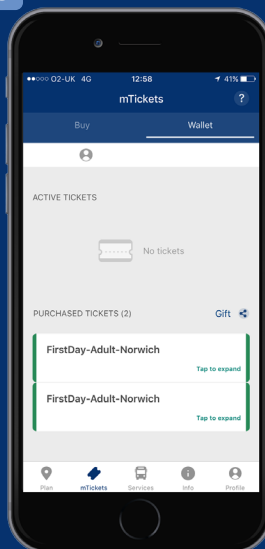 O2-UK 4G 12:58 41%
mTickets ?
Buy Wallet
ACTIVE TICKETS
No tickets
PURCHASED TICKETS (2) Gift
FirstDay-Adult-Norwich
Tap to expand
FirstDay-Adult-Norwich
Tap to expand
Plan mTickets Services Info Profile